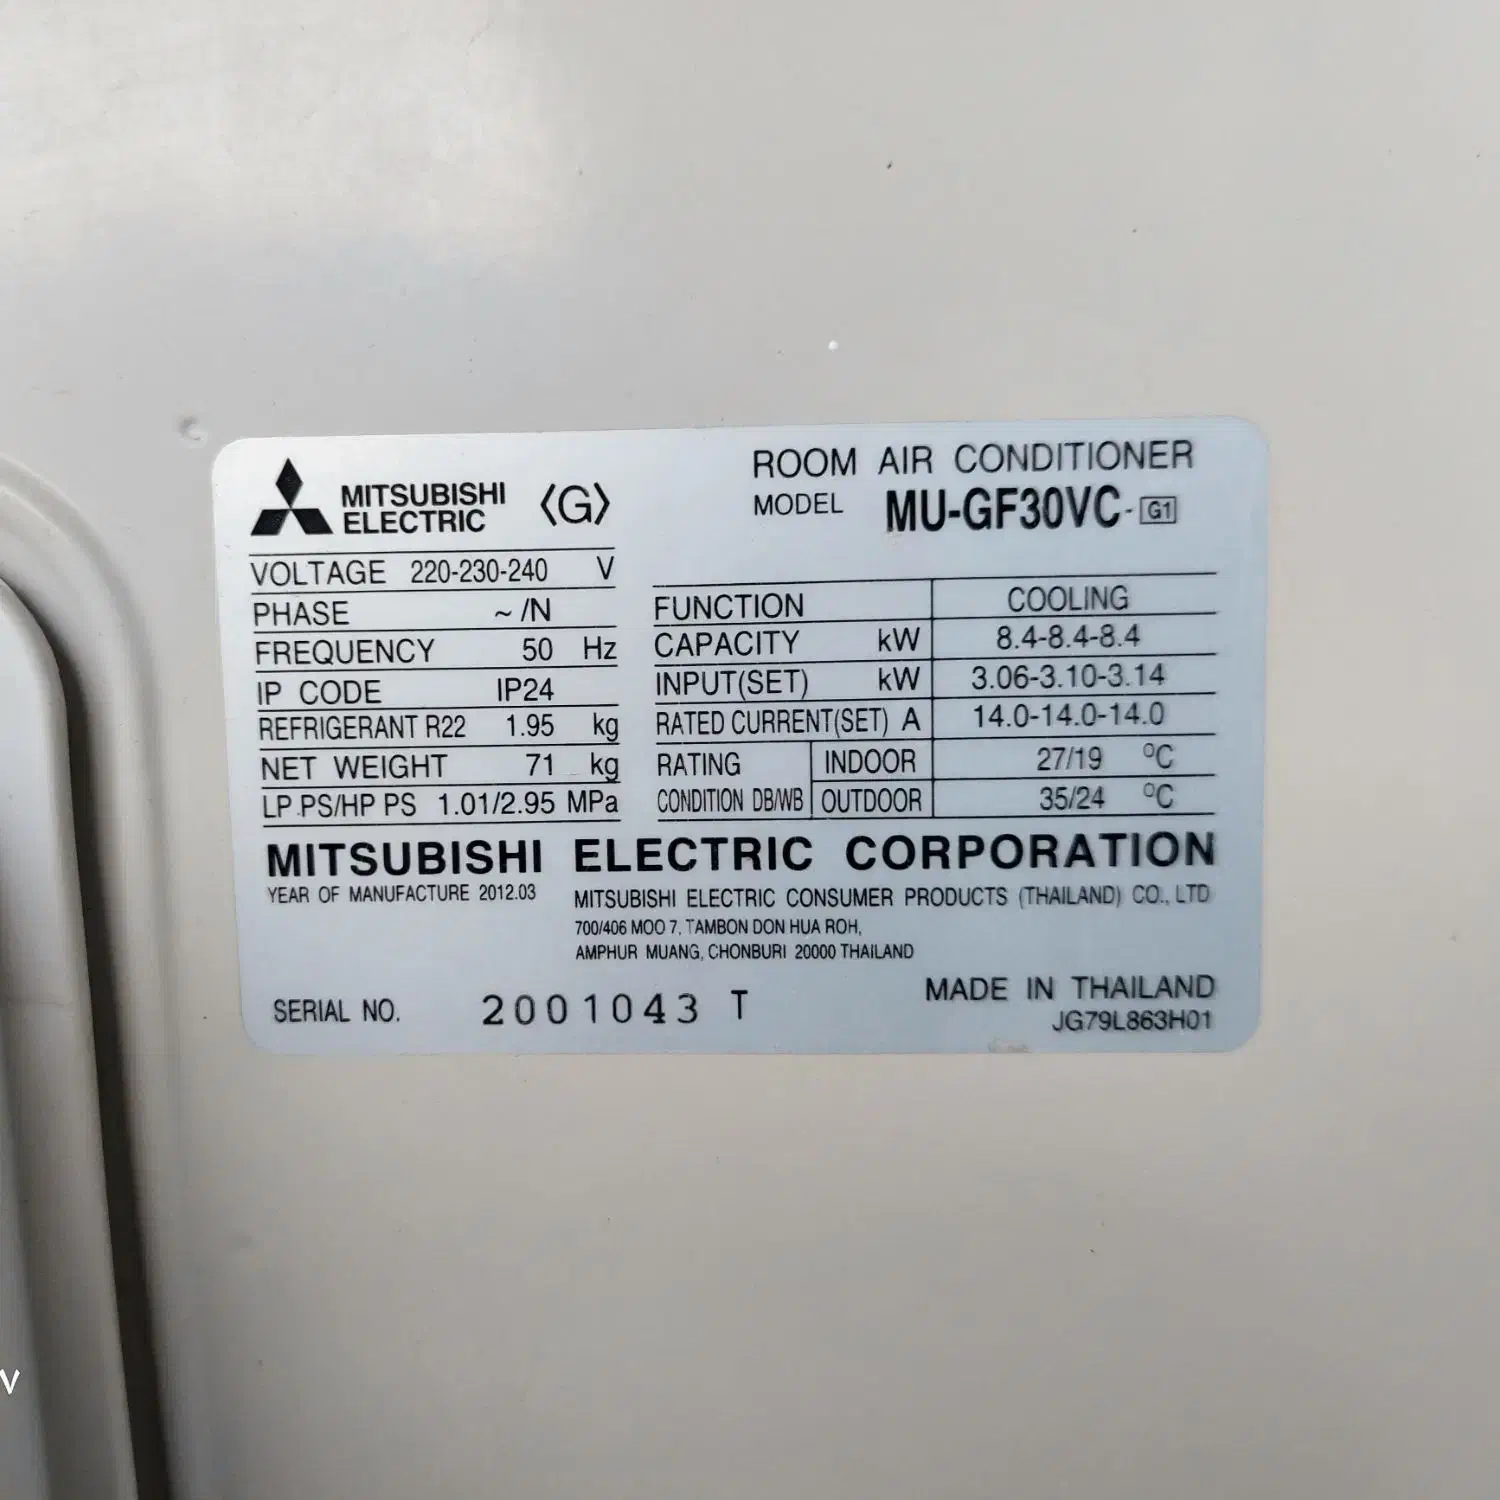 MITSUBISHI
ELECTRIC
〈G〉
ROOM AIR CONDITIONER
MODEL MU-GF30VC-G1
VOLTAGE 220-230-240 V
PHASE ~/N
FREQUENCY 50 Hz
IP CODE IP24
REFRIGERANT R22 1.95 kg
NET WEIGHT 71 kg
LP PS/HP PS 1.01/2.95 MPa
FUNCTION COOLING
CAPACITY kW 8.4-8.4-8.4
INPUT(SET) kW 3.06-3.10-3.14
RATED CURRENT(SET) A 14.0-14.0-14.0
RATING INDOOR 27/19 °C
CONDITION DB/WB OUTDOOR 35/24 °C
MITSUBISHI ELECTRIC CORPORATION
YEAR OF MANUFACTURE 2012.03
MITSUBISHI ELECTRIC CONSUMER PRODUCTS (THAILAND) CO., LTD
700/406 MOO 7, TAMBON DON HUA ROH,
AMPHUR MUANG, CHONBURI 20000 THAILAND
SERIAL NO. 2001043 T
MADE IN THAILAND
JG79L863H01